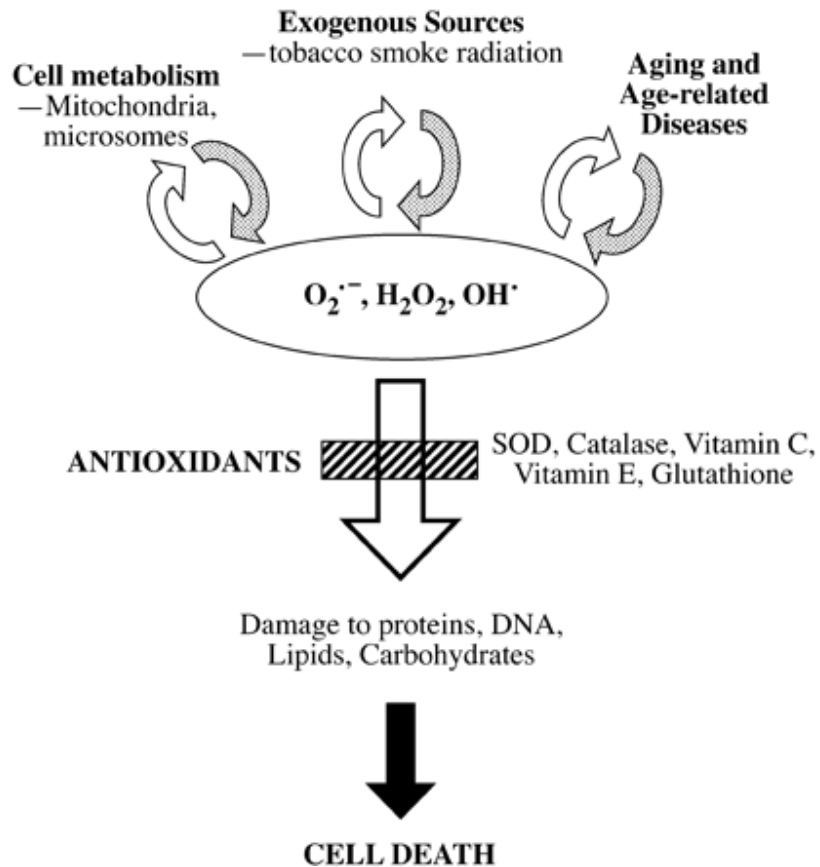 Exogenous Sources
—tobacco smoke radiation
Cell metabolism
—Mitochondria,
microsomes
Aging and
Age-related
Diseases
O₂·⁻, H₂O₂, OH·
ANTIOXIDANTS
SOD, Catalase, Vitamin C,
Vitamin E, Glutathione
Damage to proteins, DNA,
Lipids, Carbohydrates
CELL DEATH